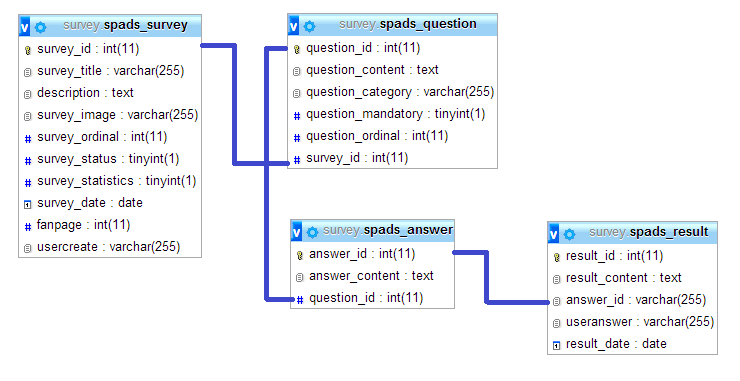 survey.spads_survey
survey_id : int(11)
survey_title : varchar(255)
description : text
survey_image : varchar(255)
survey_ordinal : int(11)
survey_status : tinyint(1)
survey_statistics : tinyint(1)
survey_date : date
fanpage : int(11)
usercreate : varchar(255)
survey.spads_question
question_id : int(11)
question_content : text
question_category : varchar(255)
question_mandatory : tinyint(1)
question_ordinal : int(11)
survey_id : int(11)
survey.spads_answer
answer_id : int(11)
answer_content : text
question_id : int(11)
survey.spads_result
result_id : int(11)
result_content : text
answer_id : varchar(255)
useranswer : varchar(255)
result_date : date